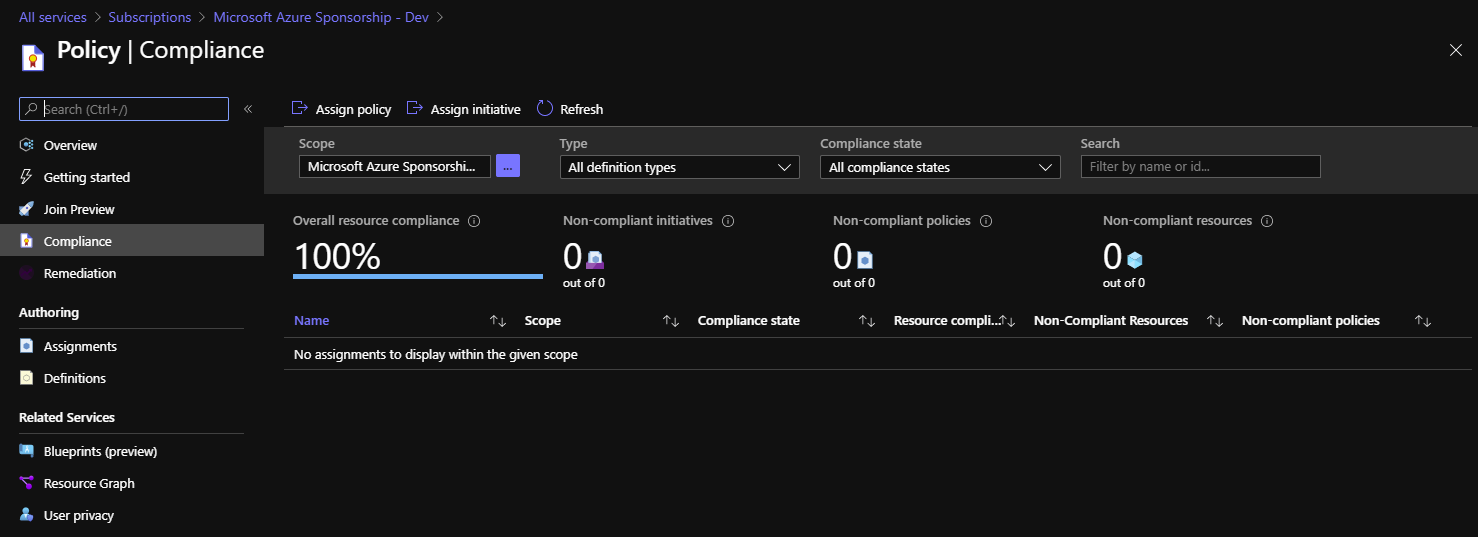 All services > Subscriptions > Microsoft Azure Sponsorship - Dev >
Policy | Compliance
Search (Ctrl+/)
«
Overview
Getting started
Join Preview
Compliance
Remediation
Authoring
Assignments
Definitions
Related Services
Blueprints (preview)
Resource Graph
User privacy
Assign policy Assign initiative Refresh
Scope Type Compliance state Search
Microsoft Azure Sponsorshi... ... All definition types All compliance states Filter by name or id...
Overall resource compliance Non-compliant initiatives Non-compliant policies Non-compliant resources
100% 0 0 0
out of 0 out of 0 out of 0
Name Scope Compliance state Resource compli... Non-Compliant Resources Non-compliant policies
No assignments to display within the given scope